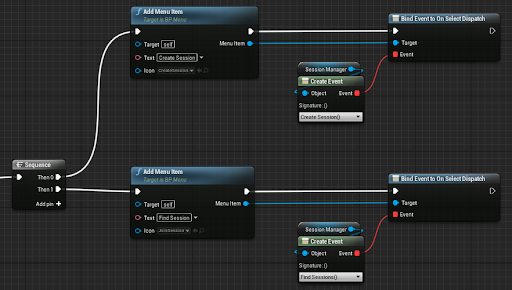 Add Menu Item
Target is BP Menu
Target self
Menu Item
Text Create Session
Icon CreateSession
Bind Event to On Select Dispatch
Target
Event
Session Manager
Create Event
Object Event
Signature: ()
Create Session()
Sequence
Then 0
Then 1
Add pin
Add Menu Item
Target is BP Menu
Target self
Menu Item
Text Find Session
Icon JoinSession
Bind Event to On Select Dispatch
Target
Event
Session Manager
Create Event
Object Event
Signature: ()
Find Sessions()